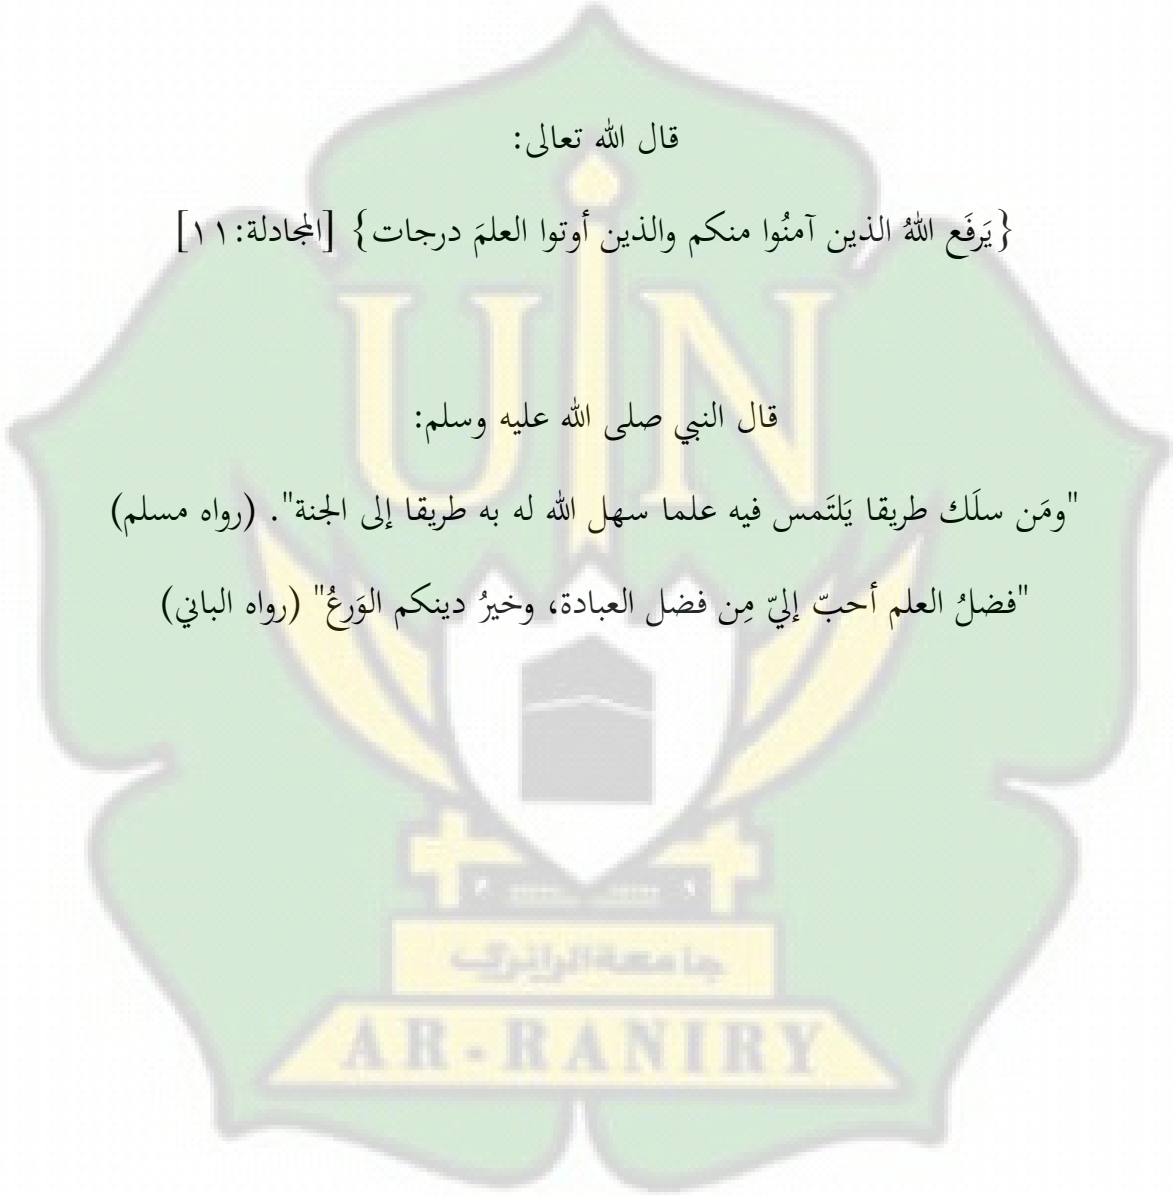 قال الله تعالى:
{يَرفَع اللهُ الذين آمنُوا منكم والذين أوتوا العلمَ درجات} [المجادلة:١١]
UIN
قال النبي صلى الله عليه وسلم:
"ومَن سلَك طريقا يَلتَمس فيه علما سهل الله له به طريقا إلى الجنة". (رواه مسلم)
"فضلُ العلم أحبّ إليّ مِن فضل العبادة، وخيرُ دينكم الوَرعُ" (رواه الباني)
جامعة الرانري
AR-RANIRY